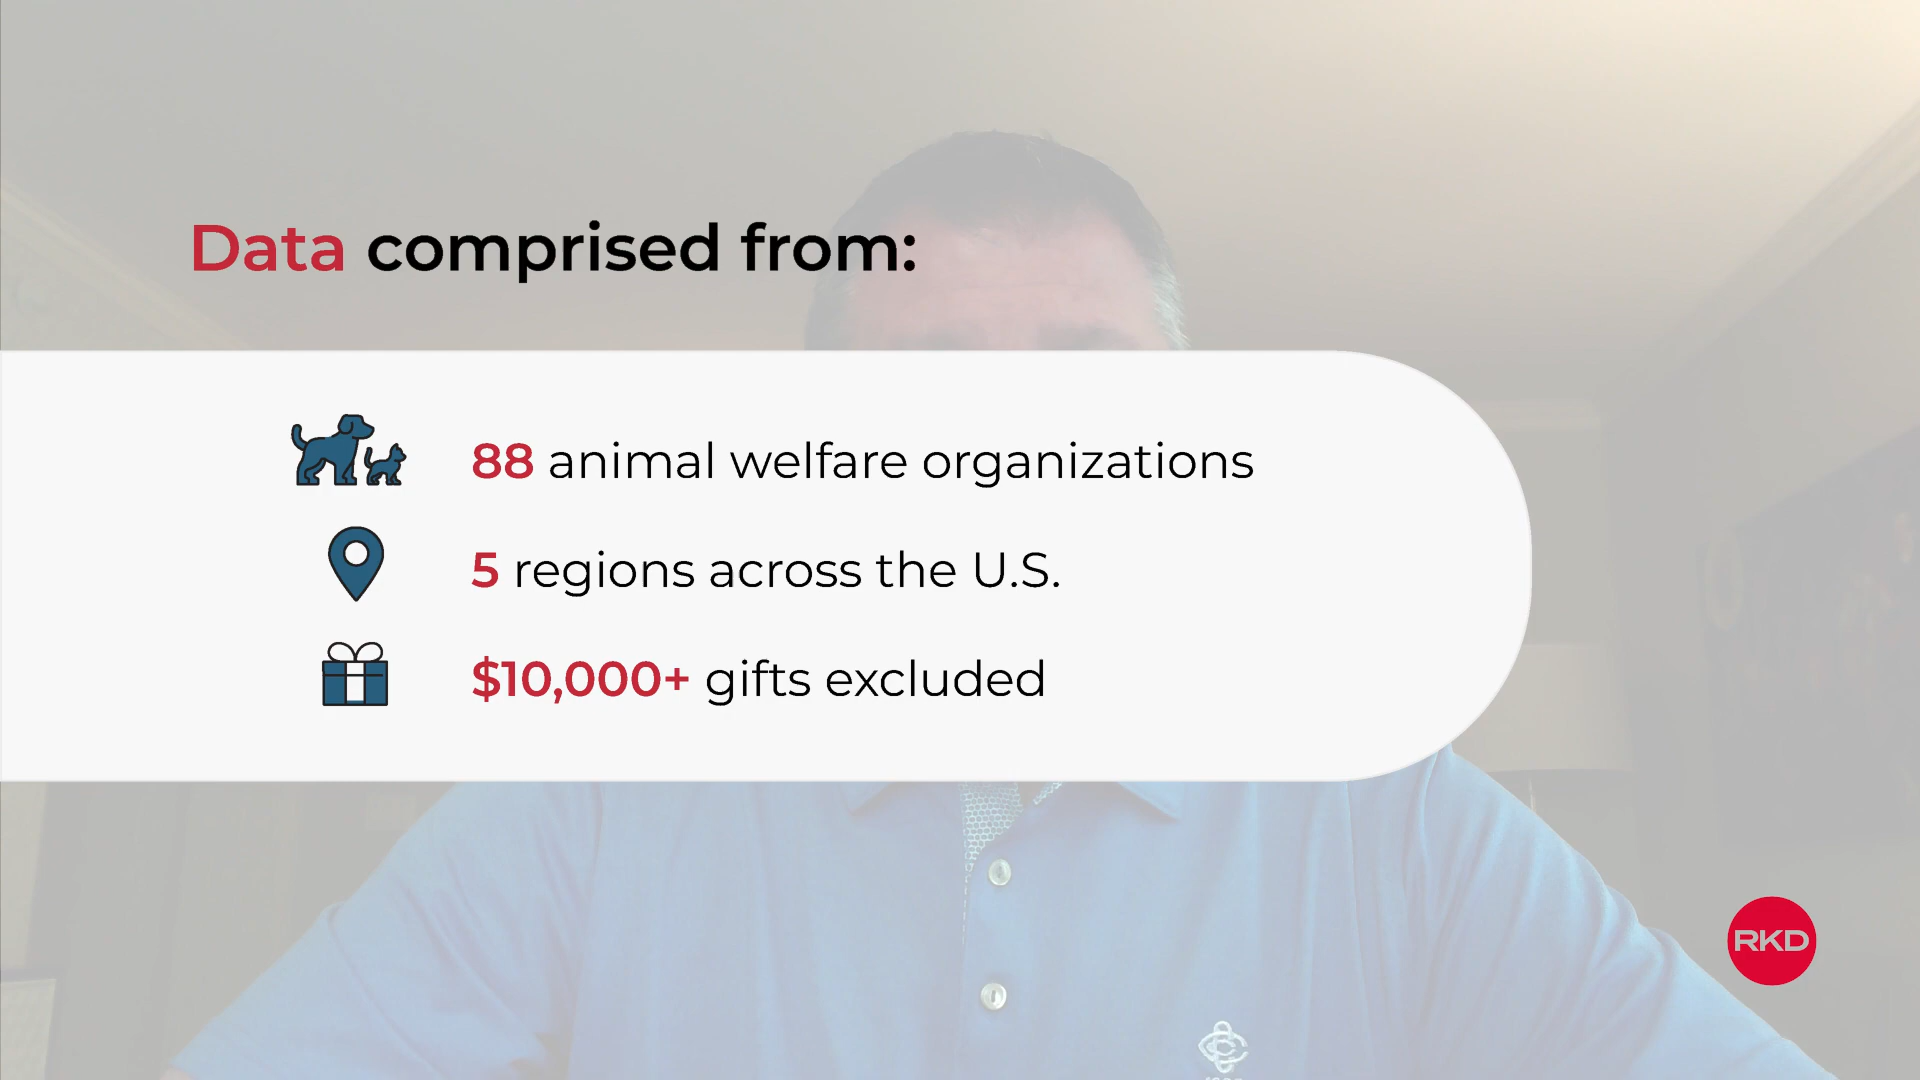 Data comprised from:
88 animal welfare organizations
5 regions across the U.S.
$10,000+ gifts excluded
RKD